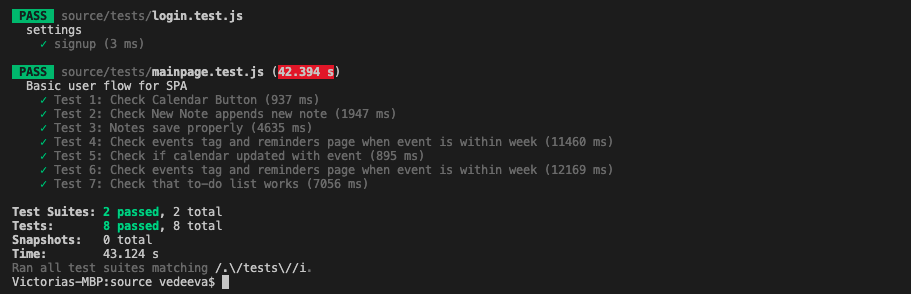 PASS source/tests/login.test.js
settings
✓ signup (3 ms)
PASS source/tests/mainpage.test.js (42.394 s)
Basic user flow for SPA
✓ Test 1: Check Calendar Button (937 ms)
✓ Test 2: Check New Note appends new note (1947 ms)
✓ Test 3: Notes save properly (4635 ms)
✓ Test 4: Check events tag and reminders page when event is within week (11460 ms)
✓ Test 5: Check if calendar updated with event (895 ms)
✓ Test 6: Check events tag and reminders page when event is within week (12169 ms)
✓ Test 7: Check that to-do list works (7056 ms)
Test Suites: 2 passed, 2 total
Tests: 8 passed, 8 total
Snapshots: 0 total
Time: 43.124 s
Ran all test suites matching /.\/tests\//i.
Victorias-MBP:source vedeeva$